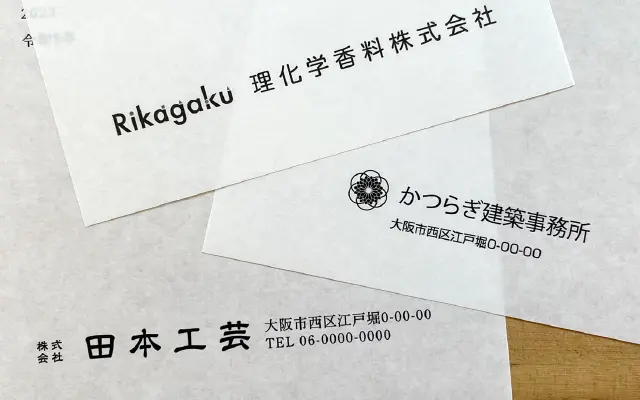 令
Rikagaku 理化学香料株式会社
かつらぎ建築事務所
大阪市西区江戸堀0-00-00
株式会社 田本工芸
大阪市西区江戸堀0-00-00
TEL 06-0000-0000